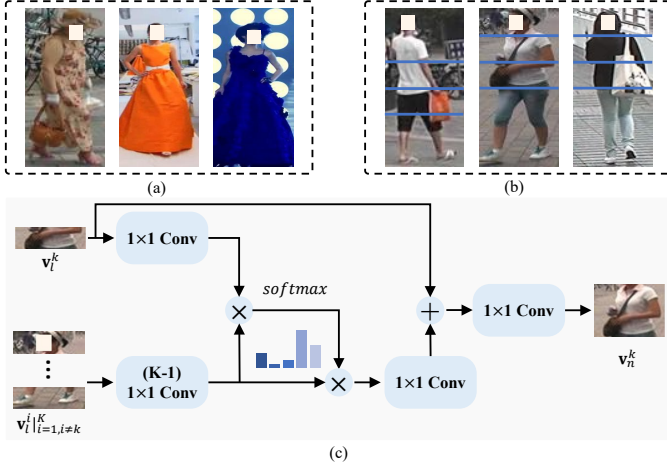 (a)
(b)
1×1 Conv
v_l^k
softmax
×
+
1×1 Conv
v_n^k
(K-1)
1×1 Conv
×
1×1 Conv
v_l^i|_{i=1,i≠k}^K
(c)